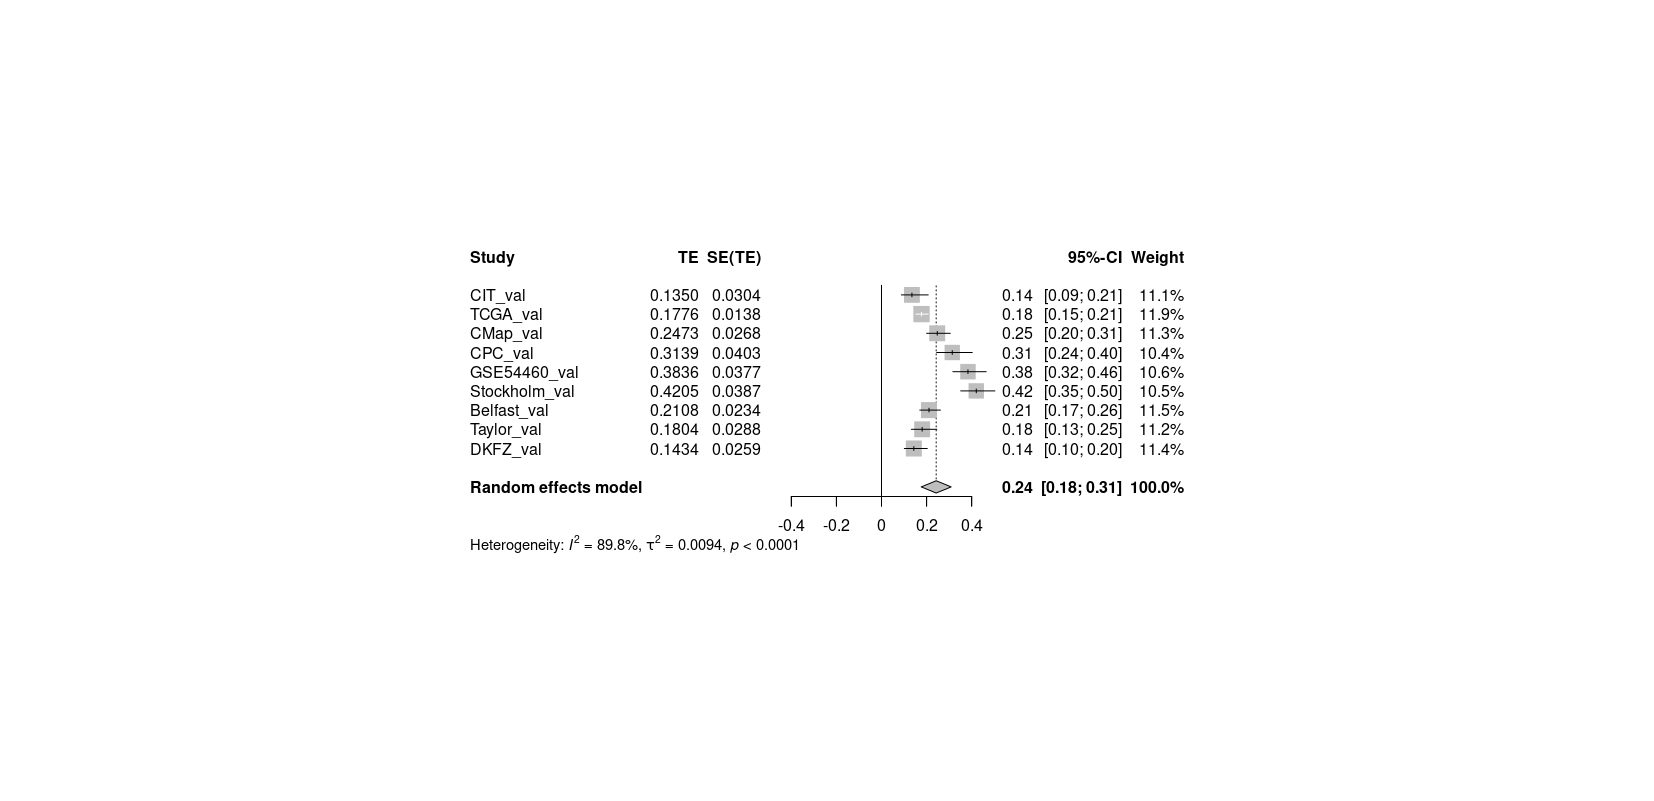 Study TE SE(TE) 95%-CI Weight
CIT_val 0.1350 0.0304 0.14 [0.09; 0.21] 11.1%
TCGA_val 0.1776 0.0138 0.18 [0.15; 0.21] 11.9%
CMap_val 0.2473 0.0268 0.25 [0.20; 0.31] 11.3%
CPC_val 0.3139 0.0403 0.31 [0.24; 0.40] 10.4%
GSE54460_val 0.3836 0.0377 0.38 [0.32; 0.46] 10.6%
Stockholm_val 0.4205 0.0387 0.42 [0.35; 0.50] 10.5%
Belfast_val 0.2108 0.0234 0.21 [0.17; 0.26] 11.5%
Taylor_val 0.1804 0.0288 0.18 [0.13; 0.25] 11.2%
DKFZ_val 0.1434 0.0259 0.14 [0.10; 0.20] 11.4%
Random effects model 0.24 [0.18; 0.31] 100.0%
-0.4 -0.2 0 0.2 0.4
Heterogeneity: I² = 89.8%, τ² = 0.0094, p < 0.0001